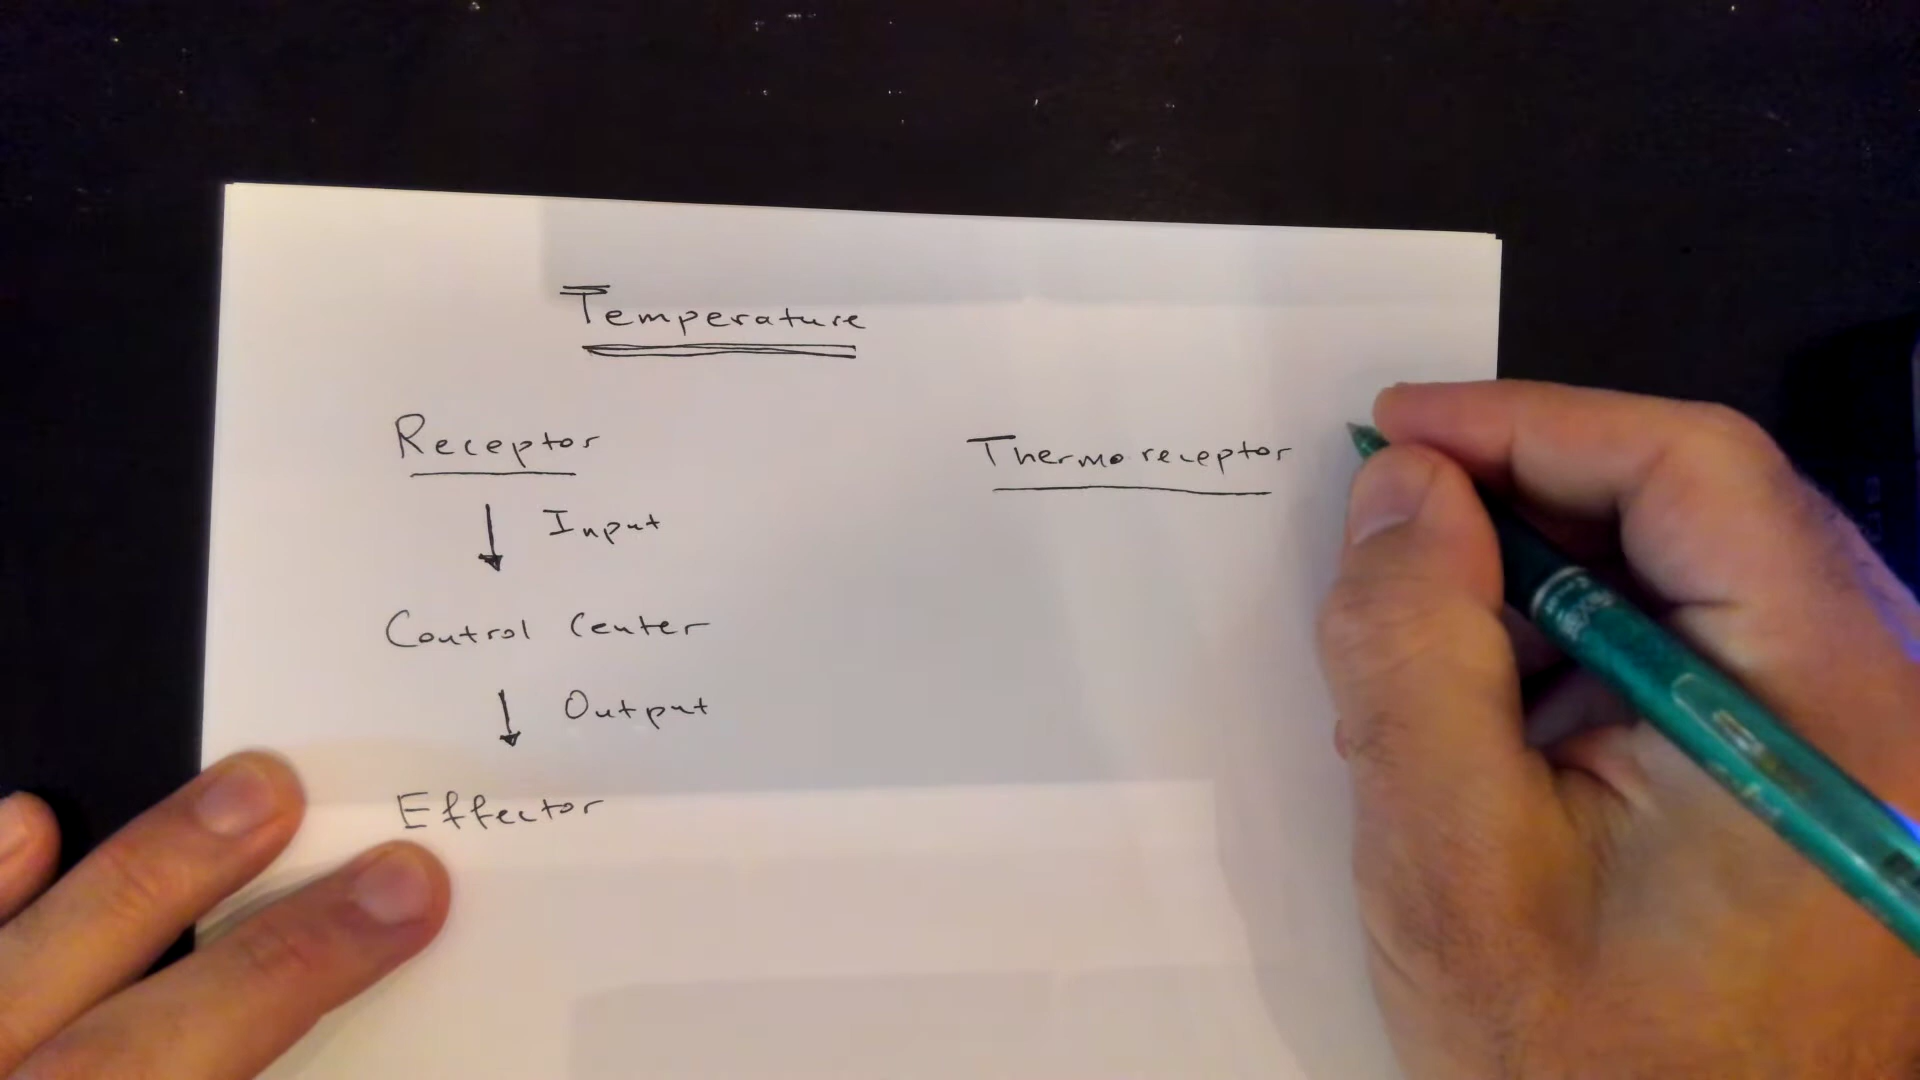 Temperature
Receptor
Thermoreceptor
Input
Control Center
Output
Effector